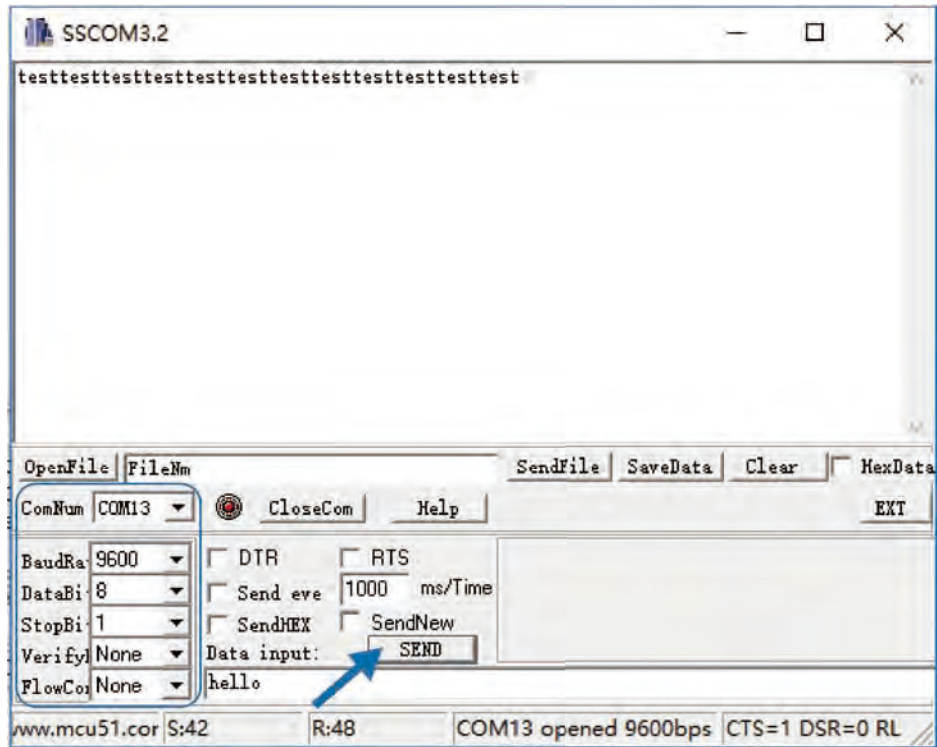 SSCOM3.2
testtesttesttesttesttesttesttesttesttesttesttest
OpenFile FileNm SendFile SaveData Clear HexData
ComNum COM13 CloseCom Help EXT
BaudRa 9600 DTR RTS
DataBi 8 Send eve 1000 ms/Time
StopBi 1 SendHEX SendNew
Verify None Data input: SEND
FlowCo None hello
www.mcu51.cor S:42 R:48 COM13 opened 9600bps CTS=1 DSR=0 RL